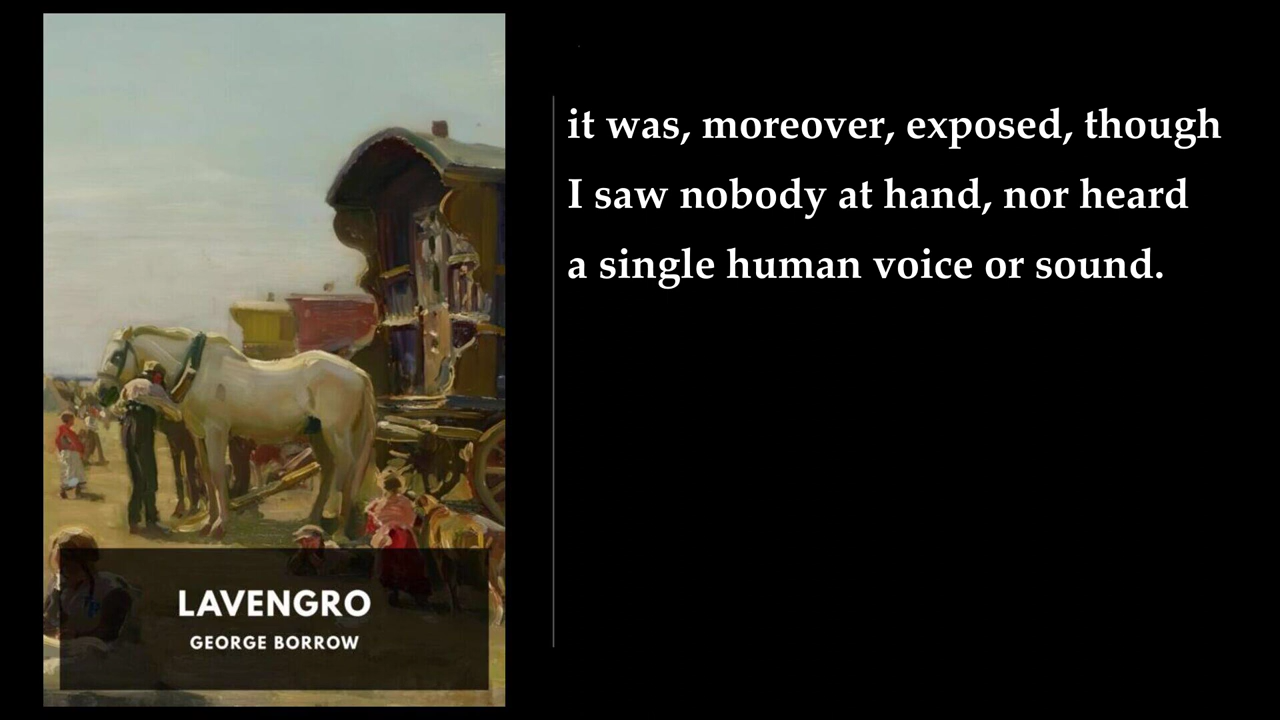 it was, moreover, exposed, though
I saw nobody at hand, nor heard
a single human voice or sound.
LAVENGRO
GEORGE BORROW